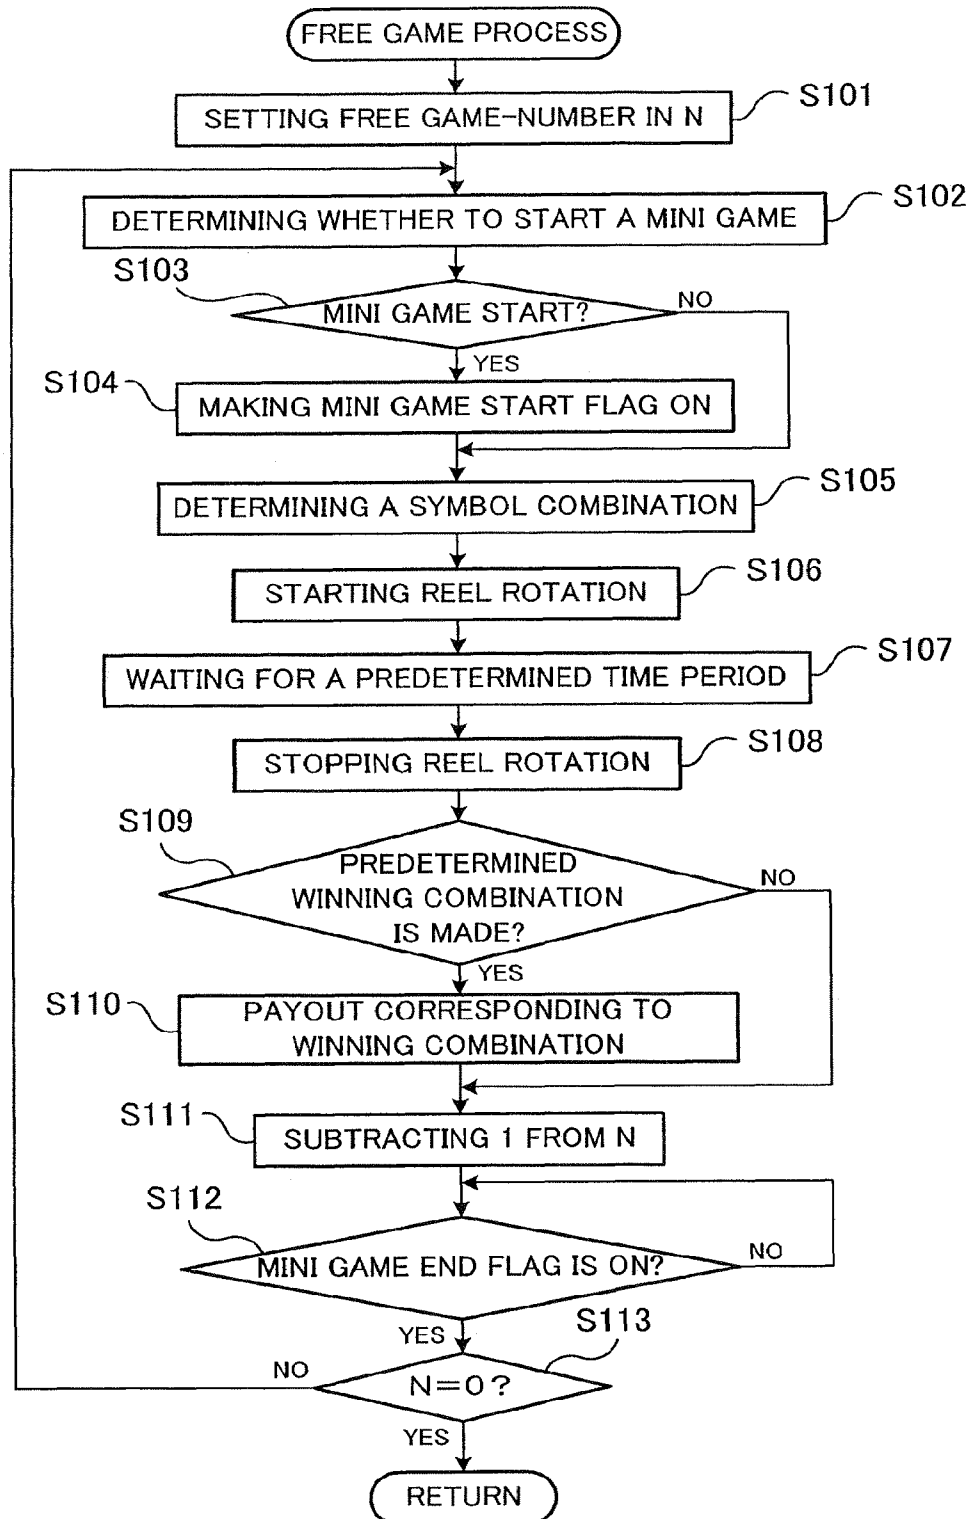 FREE GAME PROCESS
S101
SETTING FREE GAME-NUMBER IN N
S102
DETERMINING WHETHER TO START A MINI GAME
S103
MINI GAME START?
NO
YES
S104
MAKING MINI GAME START FLAG ON
S105
DETERMINING A SYMBOL COMBINATION
S106
STARTING REEL ROTATION
S107
WAITING FOR A PREDETERMINED TIME PERIOD
S108
STOPPING REEL ROTATION
S109
PREDETERMINED
WINNING COMBINATION
IS MADE?
NO
YES
S110
PAYOUT CORRESPONDING TO
WINNING COMBINATION
S111
SUBTRACTING 1 FROM N
S112
MINI GAME END FLAG IS ON?
NO
YES
S113
N=0?
NO
YES
RETURN